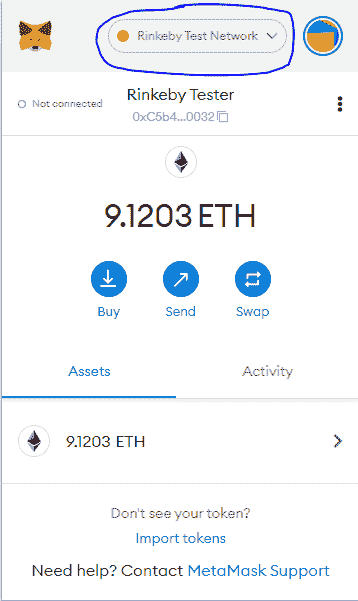 Rinkeby Test Network
Not connected
Rinkeby Tester
0xC5b4...0032
9.1203 ETH
Buy Send Swap
Assets Activity
9.1203 ETH
Don't see your token?
Import tokens
Need help? Contact MetaMask Support